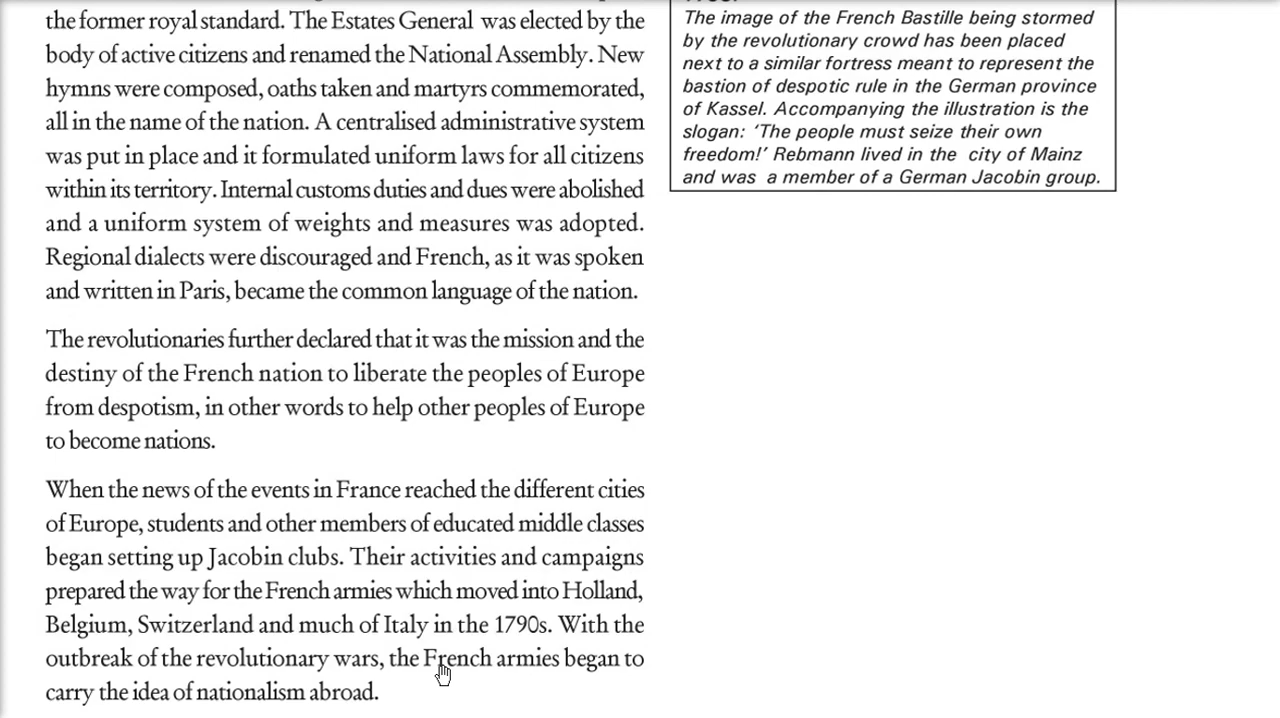 the former royal standard. The Estates General was elected by the
body of active citizens and renamed the National Assembly. New
hymns were composed, oaths taken and martyrs commemorated,
all in the name of the nation. A centralised administrative system
was put in place and it formulated uniform laws for all citizens
within its territory. Internal customs duties and dues were abolished
and a uniform system of weights and measures was adopted.
Regional dialects were discouraged and French, as it was spoken
and written in Paris, became the common language of the nation.
The revolutionaries further declared that it was the mission and the
destiny of the French nation to liberate the peoples of Europe
from despotism, in other words to help other peoples of Europe
to become nations.
When the news of the events in France reached the different cities
of Europe, students and other members of educated middle classes
began setting up Jacobin clubs. Their activities and campaigns
prepared the way for the French armies which moved into Holland,
Belgium, Switzerland and much of Italy in the 1790s. With the
outbreak of the revolutionary wars, the French armies began to
carry the idea of nationalism abroad.
The image of the French Bastille being stormed
by the revolutionary crowd has been placed
next to a similar fortress meant to represent the
bastion of despotic rule in the German province
of Kassel. Accompanying the illustration is the
slogan: ‘The people must seize their own
freedom!’ Rebmann lived in the city of Mainz
and was a member of a German Jacobin group.